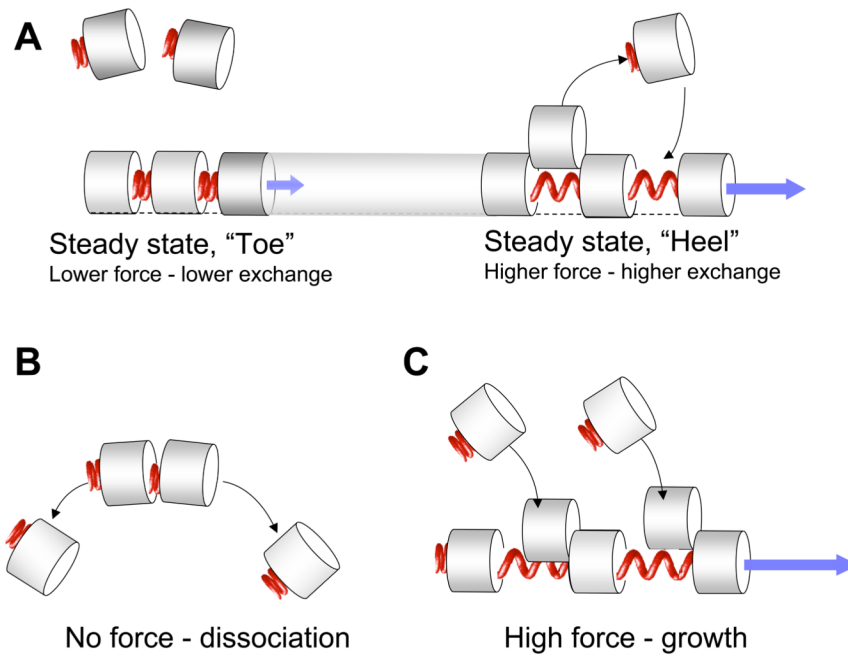 A
Steady state, “Toe”
Lower force - lower exchange
Steady state, “Heel”
Higher force - higher exchange
B
No force - dissociation
C
High force - growth